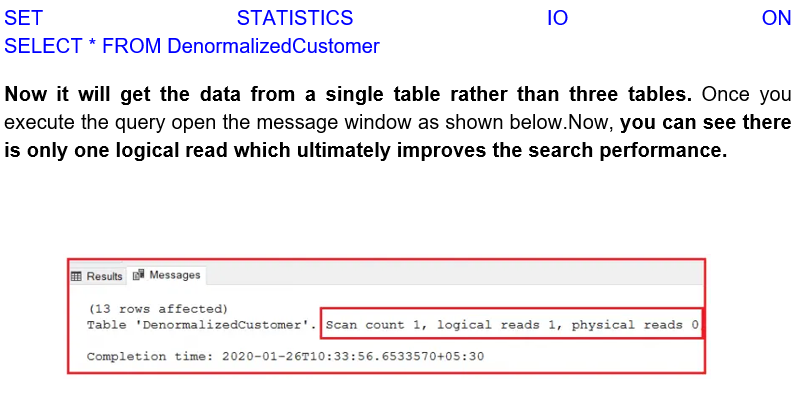 SET STATISTICS IO ON
SELECT * FROM DenormalizedCustomer
Now it will get the data from a single table rather than three tables. Once you
execute the query open the message window as shown below.Now, you can see there
is only one logical read which ultimately improves the search performance.
Results Messages
(13 rows affected)
Table 'DenormalizedCustomer'. Scan count 1, logical reads 1, physical reads 0,
Completion time: 2020-01-26T10:33:56.6533570+05:30